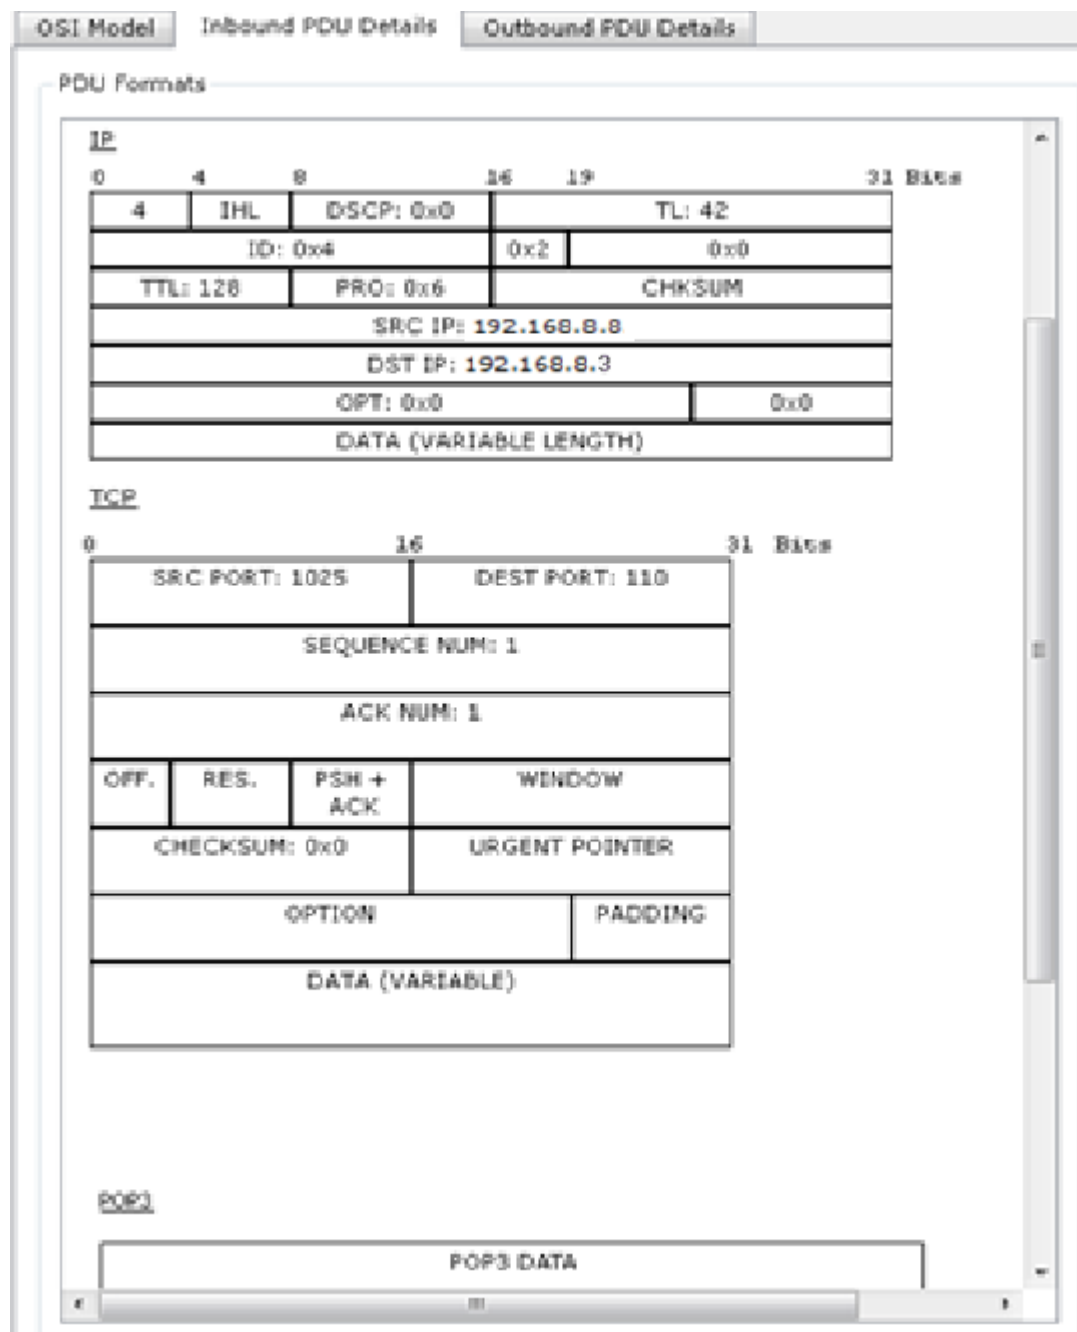 OSI Model Inbound PDU Details Outbound PDU Details
PDU Formats
IP
0 4 8 16 19 31 Bits
4 IHL DSCP: 0x0 TL: 42
ID: 0x4 0x2 0x0
TTL: 128 PRO: 0x6 CHKSUM
SRC IP: 192.168.8.8
DST IP: 192.168.8.3
OPT: 0x0 0x0
DATA (VARIABLE LENGTH)
TCP
0 16 31 Bits
SRC PORT: 1025 DEST PORT: 110
SEQUENCE NUM: 1
ACK NUM: 1
OFF. RES. PSH + WINDOW
ACK
CHECKSUM: 0x0 URGENT POINTER
OPTION PADDING
DATA (VARIABLE)
POP3
POP3 DATA